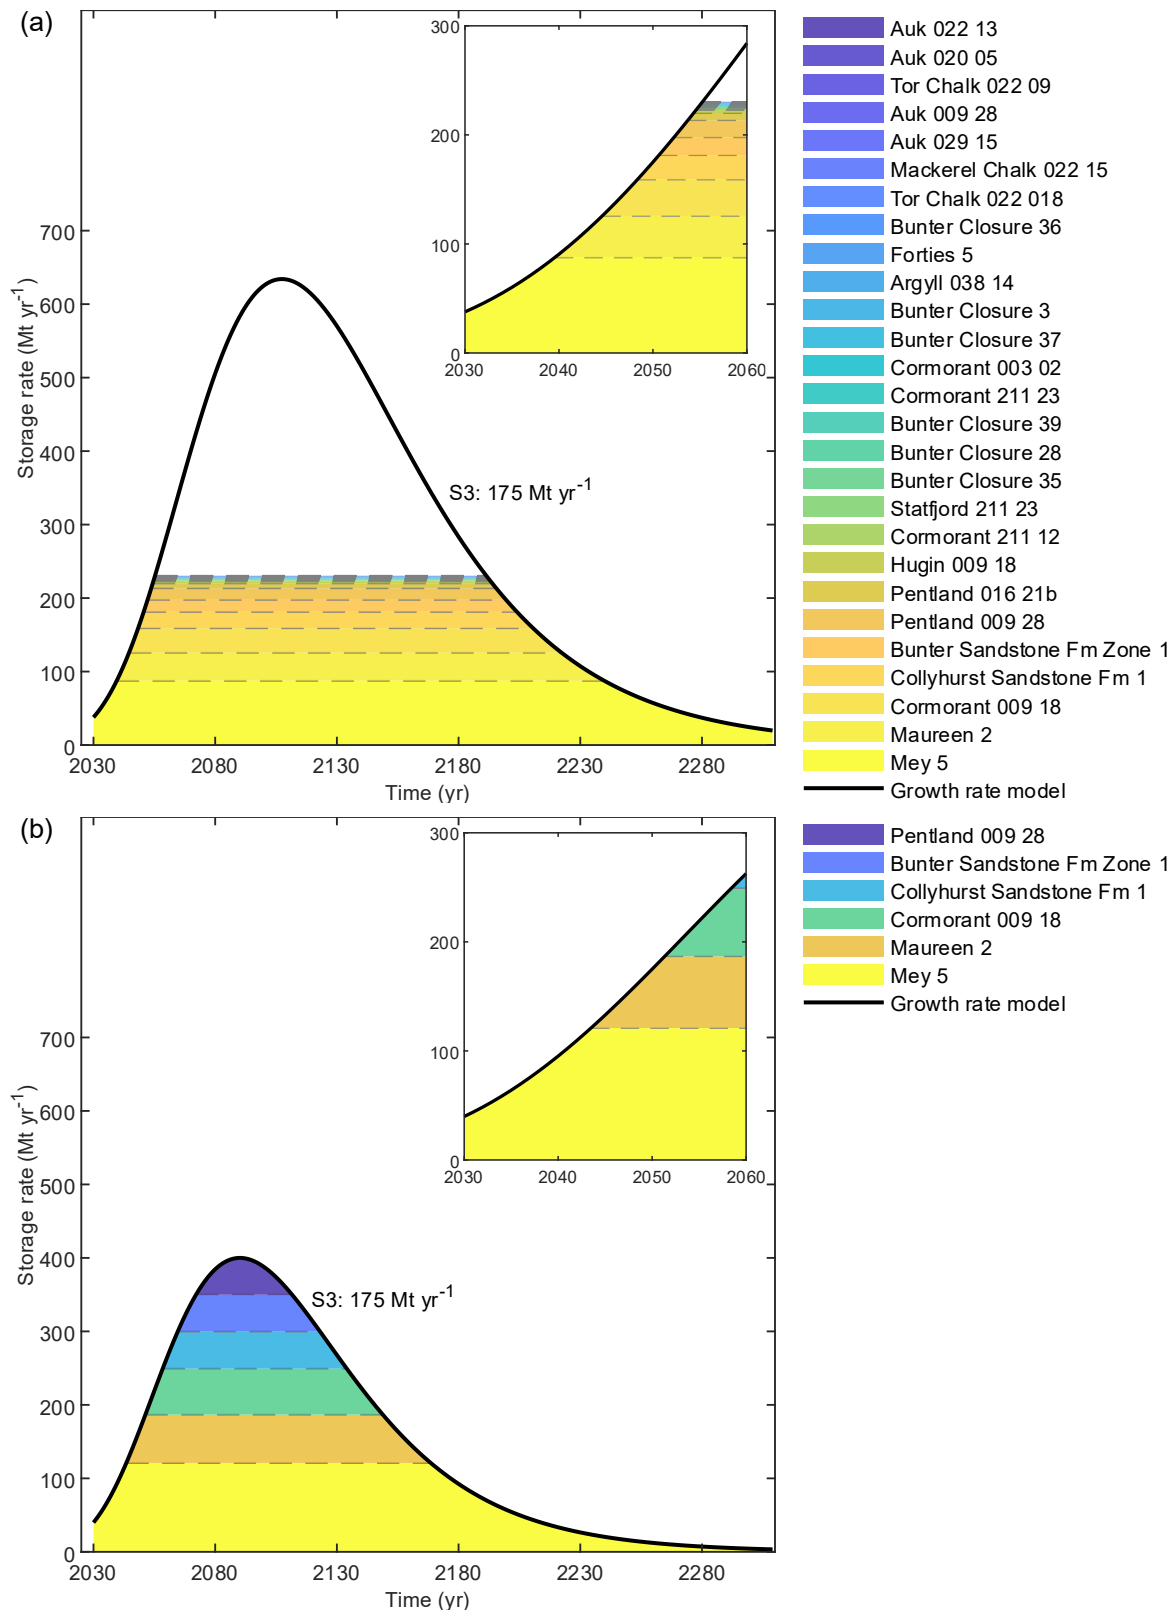 (a)
300
200
100
0
2030
2040
2050
2060
700
600
500
400
300
200
100
0
Storage rate (Mt yr-1)
S3: 175 Mt yr-1
2030
2080
2130
2180
2230
2280
Time (yr)
Auk 022 13
Auk 020 05
Tor Chalk 022 09
Auk 009 28
Auk 029 15
Mackerel Chalk 022 15
Tor Chalk 022 018
Bunter Closure 36
Forties 5
Argyll 038 14
Bunter Closure 3
Bunter Closure 37
Cormorant 003 02
Cormorant 211 23
Bunter Closure 39
Bunter Closure 28
Bunter Closure 35
Statfjord 211 23
Cormorant 211 12
Hugin 009 18
Pentland 016 21b
Pentland 009 28
Bunter Sandstone Fm Zone 1
Collyhurst Sandstone Fm 1
Cormorant 009 18
Maureen 2
Mey 5
Growth rate model
(b)
300
200
100
0
2030
2040
2050
2060
700
600
500
400
300
200
100
0
Storage rate (Mt yr-1)
S3: 175 Mt yr-1
2030
2080
2130
2180
2230
2280
Time (yr)
Pentland 009 28
Bunter Sandstone Fm Zone 1
Collyhurst Sandstone Fm 1
Cormorant 009 18
Maureen 2
Mey 5
Growth rate model